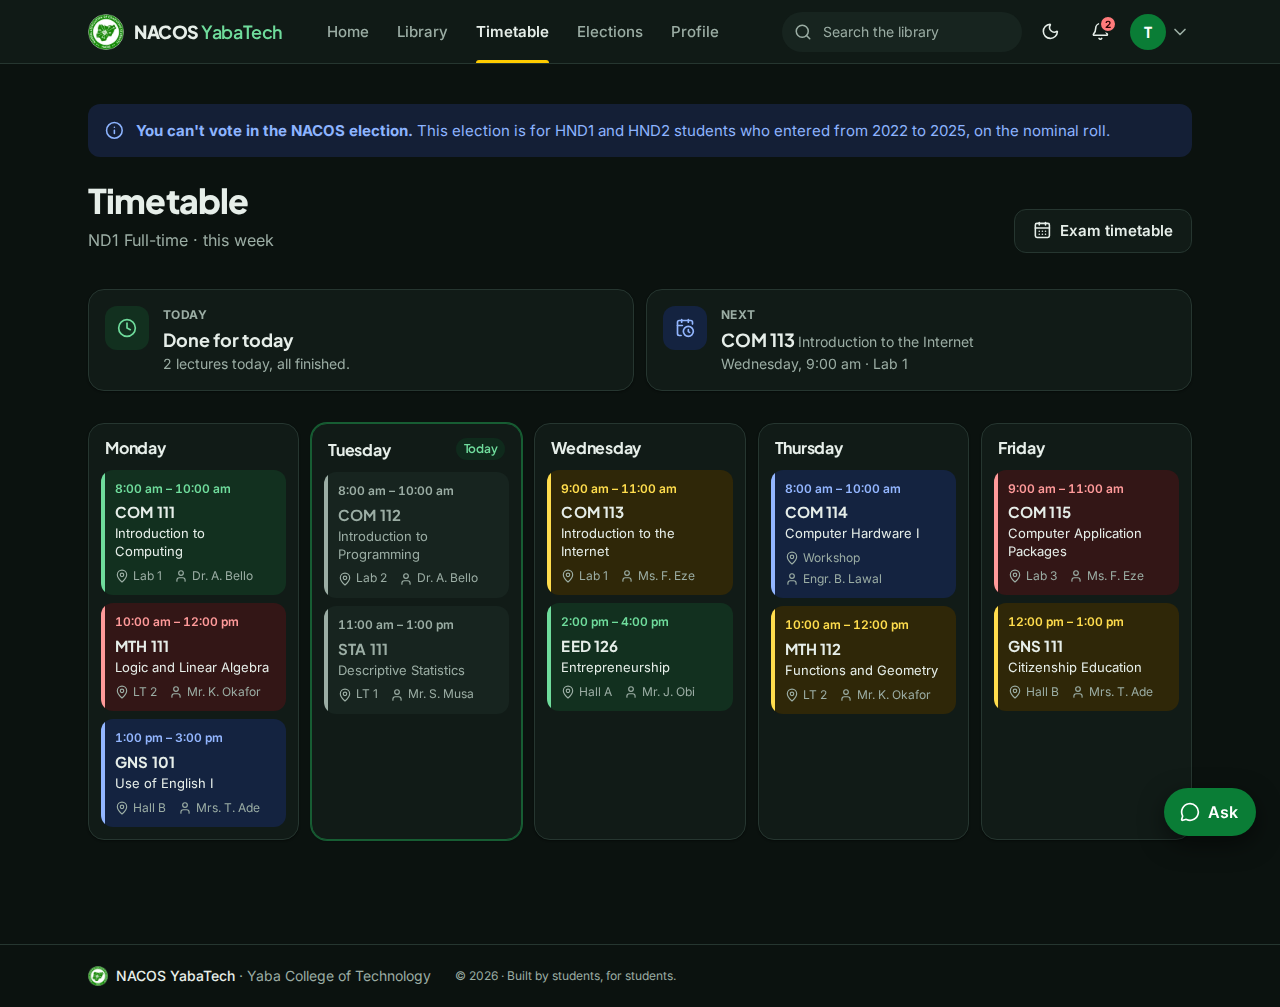 NACOS YabaTech
Home
Library
Timetable
Elections
Profile
Search the library
2
T
You can't vote in the NACOS election. This election is for HND1 and HND2 students who entered from 2022 to 2025, on the nominal roll.
Timetable
ND1 Full-time · this week
Exam timetable
TODAY
Done for today
2 lectures today, all finished.
NEXT
COM 113 Introduction to the Internet
Wednesday, 9:00 am · Lab 1
Monday
8:00 am – 10:00 am
COM 111
Introduction to
Computing
Lab 1 Dr. A. Bello
10:00 am – 12:00 pm
MTH 111
Logic and Linear Algebra
LT 2 Mr. K. Okafor
1:00 pm – 3:00 pm
GNS 101
Use of English I
Hall B Mrs. T. Ade
Tuesday
Today
8:00 am – 10:00 am
COM 112
Introduction to
Programming
Lab 2 Dr. A. Bello
11:00 am – 1:00 pm
STA 111
Descriptive Statistics
LT 1 Mr. S. Musa
Wednesday
9:00 am – 11:00 am
COM 113
Introduction to the
Internet
Lab 1 Ms. F. Eze
2:00 pm – 4:00 pm
EED 126
Entrepreneurship
Hall A Mr. J. Obi
Thursday
8:00 am – 10:00 am
COM 114
Computer Hardware I
Workshop
Engr. B. Lawal
10:00 am – 12:00 pm
MTH 112
Functions and Geometry
LT 2 Mr. K. Okafor
Friday
9:00 am – 11:00 am
COM 115
Computer Application
Packages
Lab 3 Ms. F. Eze
12:00 pm – 1:00 pm
GNS 111
Citizenship Education
Hall B Mrs. T. Ade
Ask
NACOS YabaTech · Yaba College of Technology
© 2026 · Built by students, for students.